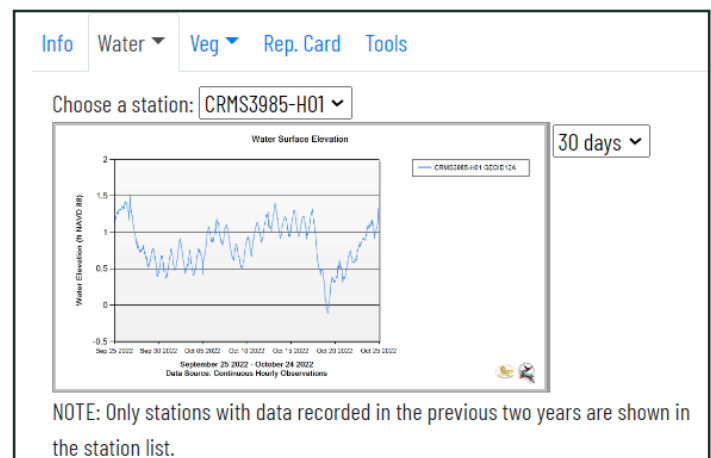 Info Water Veg Rep. Card Tools
Choose a station: CRMS3985-H01
30 days
Water Surface Elevation
CRMS3985-H01 GEOID12A
Water Elevation (ft NAVD 88)
2
1.5
1
0.5
0
-0.5
Sep 25 2022 Sep 30 2022 Oct 05 2022 Oct 10 2022 Oct 15 2022 Oct 20 2022 Oct 25 2022
September 25 2022 - October 24 2022
Data Source: Continuous Hourly Observations
NOTE: Only stations with data recorded in the previous two years are shown in
the station list.